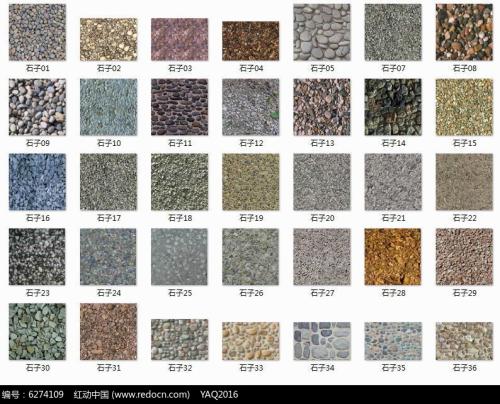 石子01 石子02 石子03 石子04 石子05 石子07 石子08
石子09 石子10 石子11 石子12 石子13 石子14 石子15
石子16 石子17 石子18 石子19 石子20 石子21 石子22
石子23 石子24 石子25 石子26 石子27 石子28 石子29
石子30 石子31 石子32 石子33 石子34 石子35 石子36
编号：6274109 红动中国 (www.redocn.com) YAQ2016